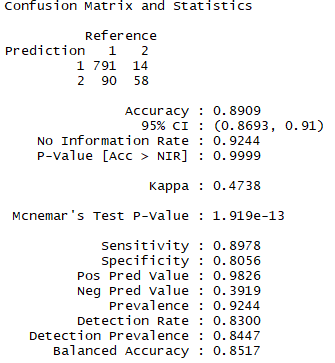 Confusion Matrix and Statistics
Reference
Prediction 1 2
1 791 14
2 90 58
Accuracy : 0.8909
95% CI : (0.8693, 0.91)
No Information Rate : 0.9244
P-Value [Acc > NIR] : 0.9999
Kappa : 0.4738
Mcnemar's Test P-Value : 1.919e-13
Sensitivity : 0.8978
Specificity : 0.8056
Pos Pred Value : 0.9826
Neg Pred Value : 0.3919
Prevalence : 0.9244
Detection Rate : 0.8300
Detection Prevalence : 0.8447
Balanced Accuracy : 0.8517